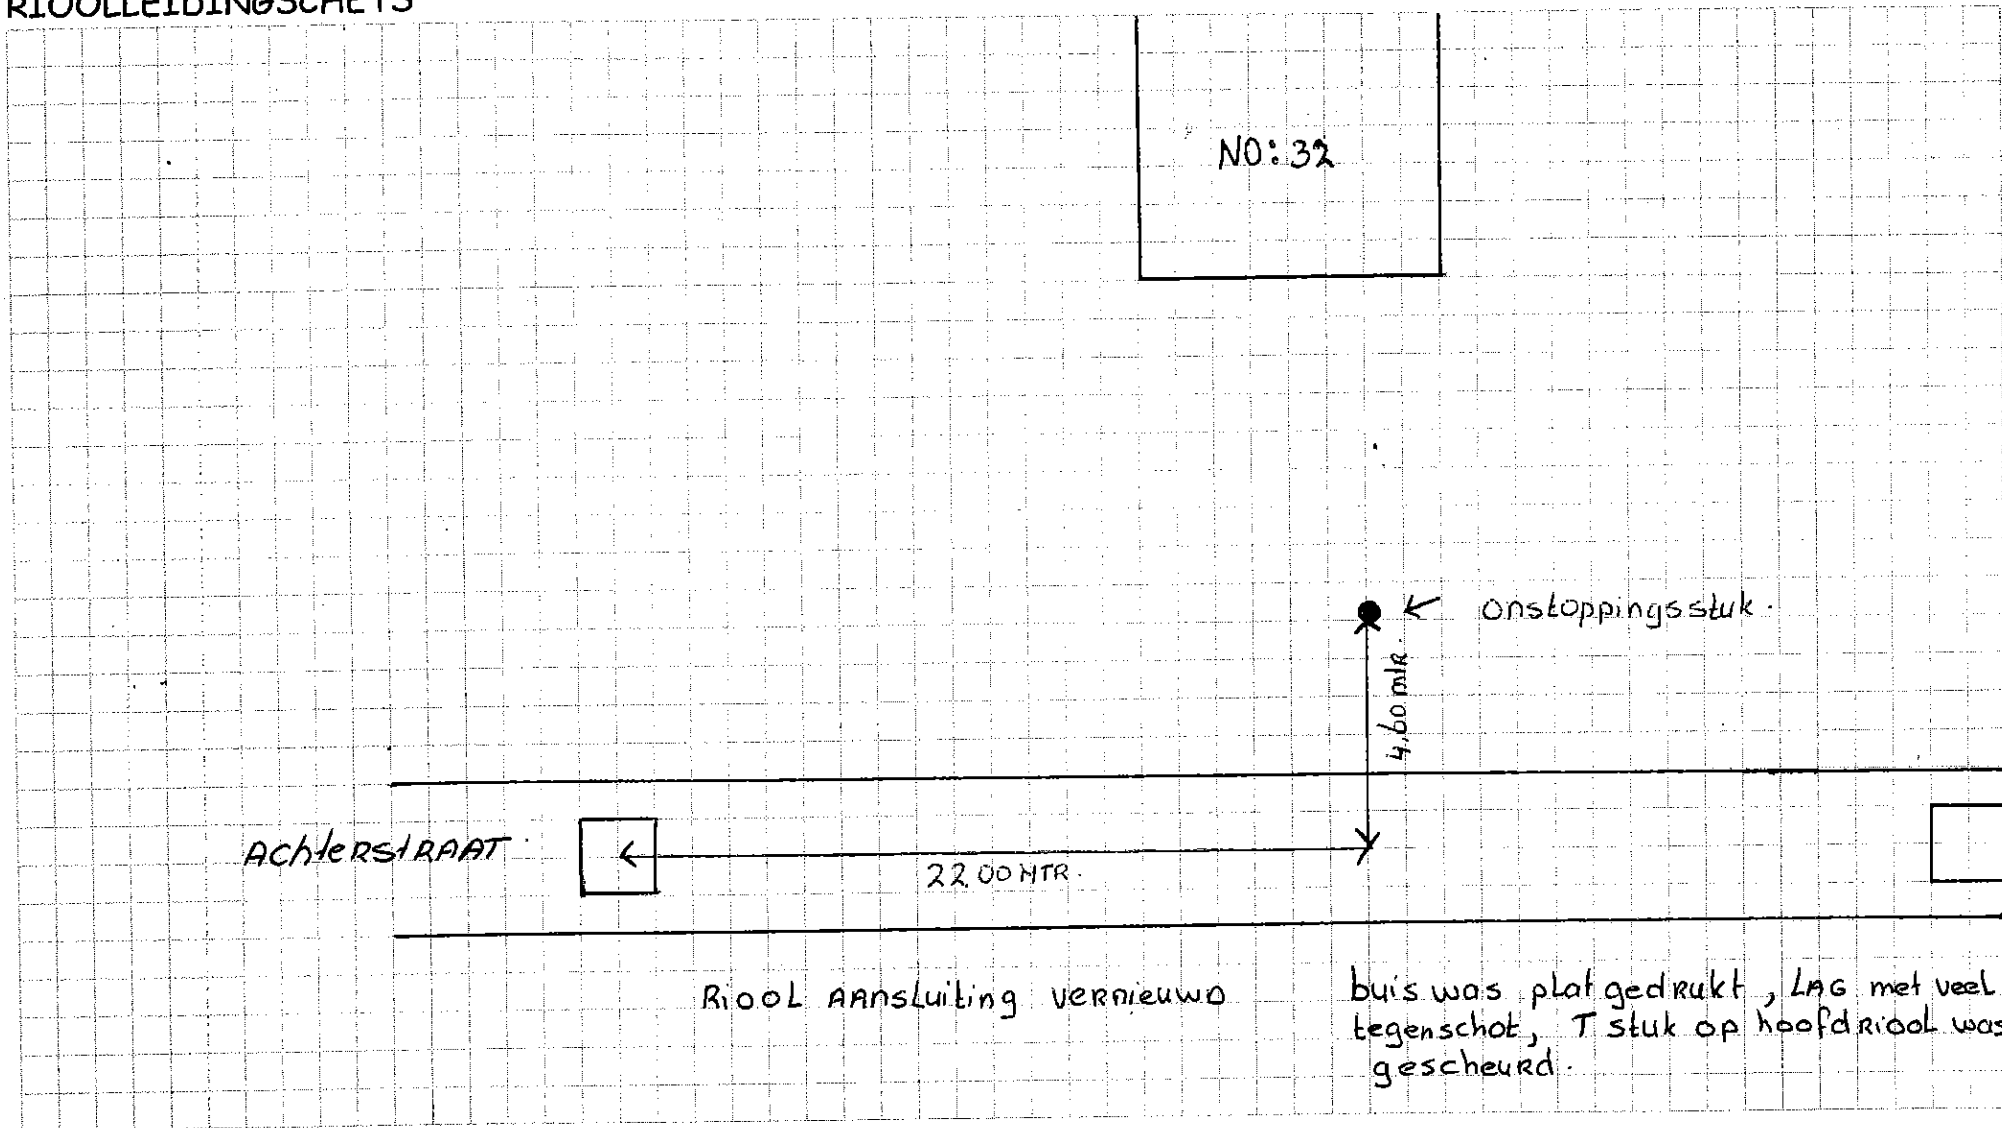 RIOOLLEIDINGSCHETS
NO: 32
onstoppingsstuk.
4,60 mtR.
AchterstRAAT
22.00 MTR.
RiooL AAnsluiting veRnieuwD
buis was plat gedRukt, LAG met veel
tegenschot, T stuk op hoofdRiooL was
gescheuRd.